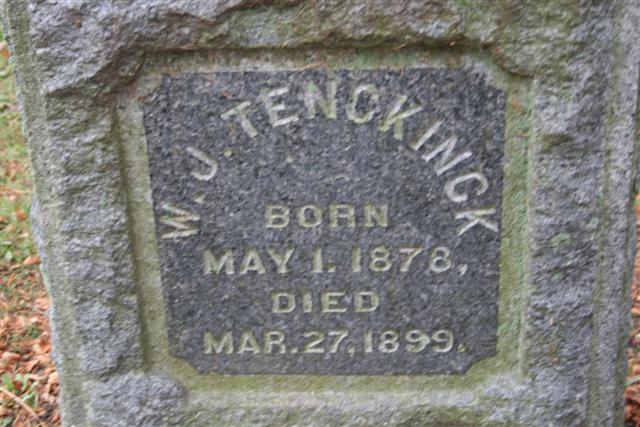 W. J. TENCKINCK
BORN
MAY 1. 1878,
DIED
MAR. 27, 1899.